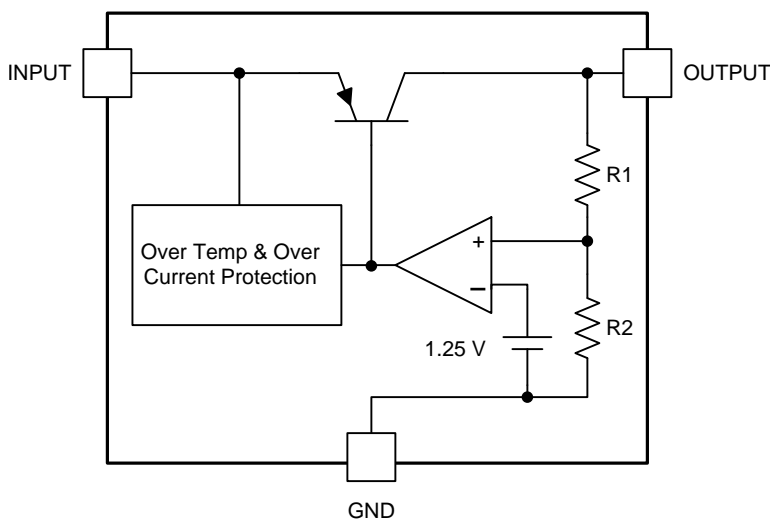 INPUT
OUTPUT
R1
Over Temp & Over
Current Protection
+
−
R2
1.25 V
GND